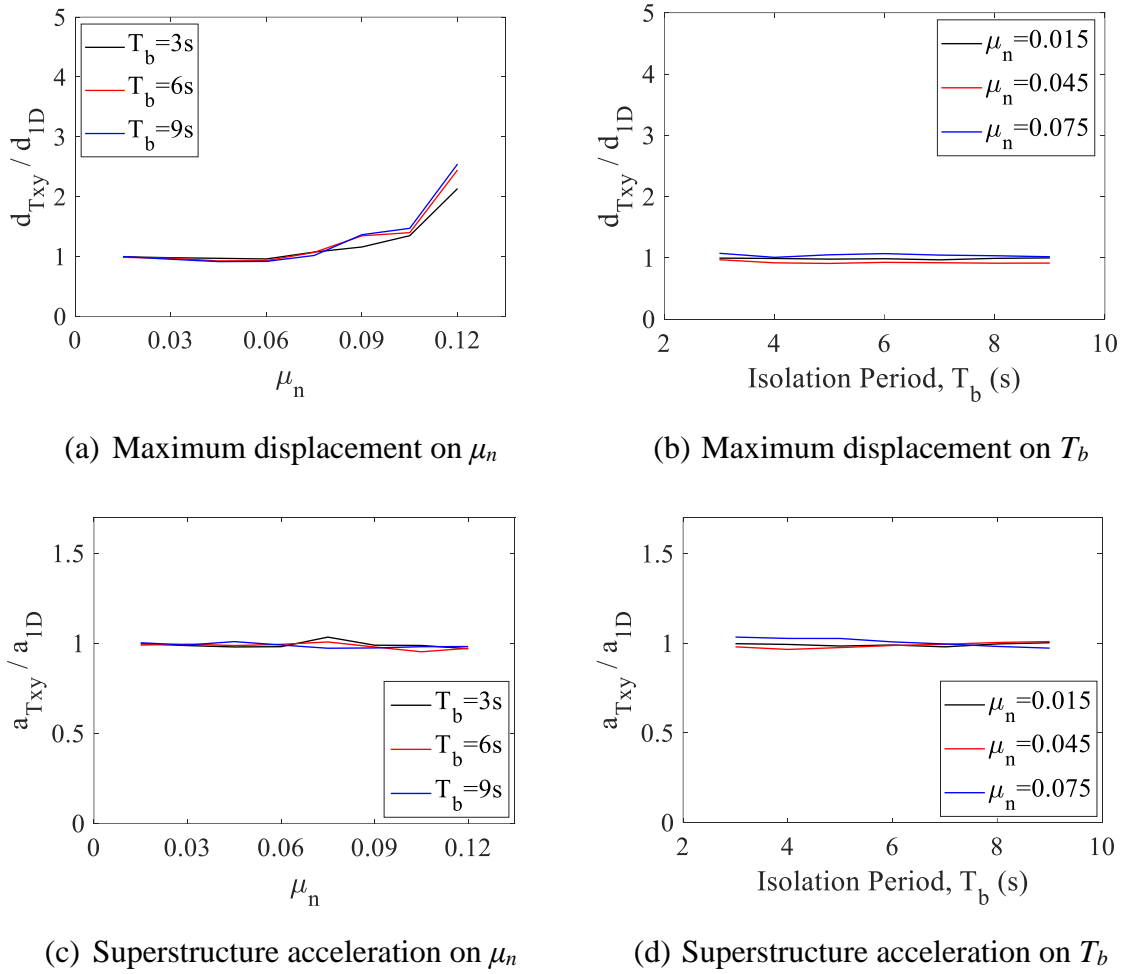 5
4
3
2
1
0
d_Txy / d_1D
T_b=3s
T_b=6s
T_b=9s
0 0.03 0.06 0.09 0.12
μ_n
(a) Maximum displacement on μ_n
5
4
3
2
1
0
d_Txy / d_1D
μ_n=0.015
μ_n=0.045
μ_n=0.075
2 4 6 8 10
Isolation Period, T_b (s)
(b) Maximum displacement on T_b
1.5
1
0.5
0
a_Txy / a_1D
T_b=3s
T_b=6s
T_b=9s
0 0.03 0.06 0.09 0.12
μ_n
(c) Superstructure acceleration on μ_n
1.5
1
0.5
0
a_Txy / a_1D
μ_n=0.015
μ_n=0.045
μ_n=0.075
2 4 6 8 10
Isolation Period, T_b (s)
(d) Superstructure acceleration on T_b